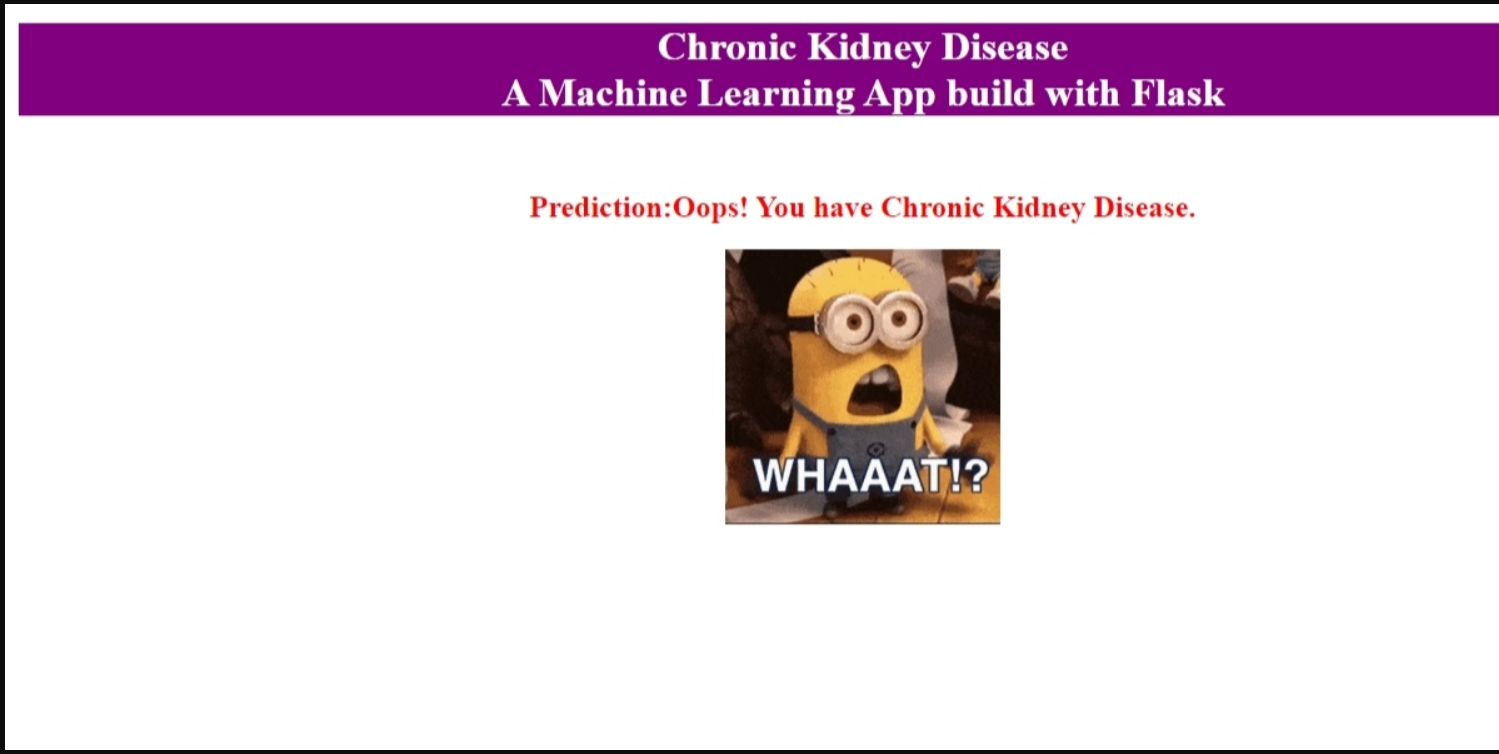 Chronic Kidney Disease
A Machine Learning App build with Flask
Prediction:Oops! You have Chronic Kidney Disease.
WHAAAT!?